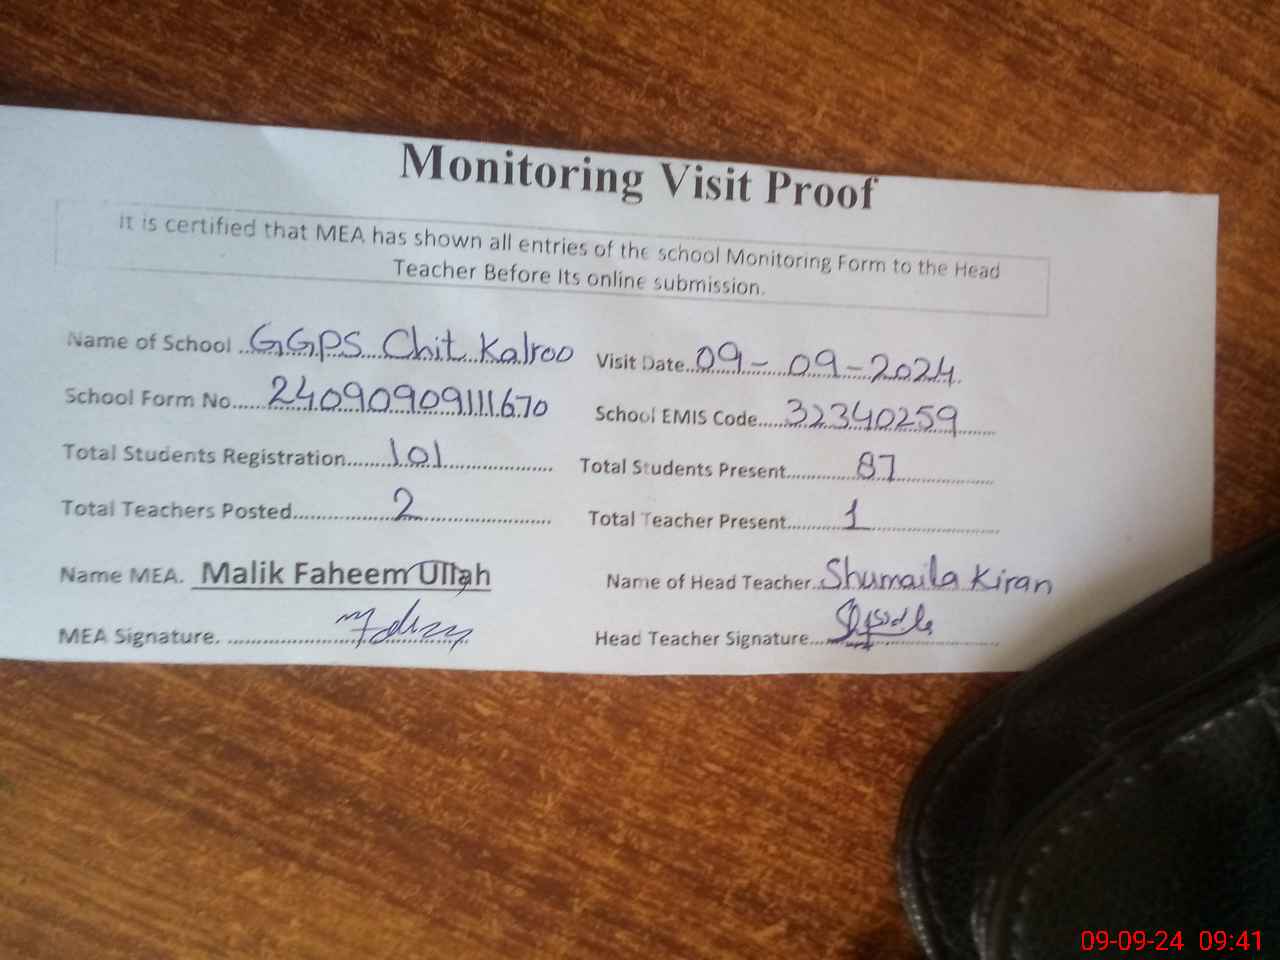 Monitoring Visit Proof
It is certified that MEA has shown all entries of the school Monitoring Form to the Head
Teacher Before Its online submission.
Name of School GGPS Chit Kalroo Visit Date 09-09-2024
School Form No 24090909111670 School EMIS Code 32340259
Total Students Registration 101 Total Students Present 87
Total Teachers Posted 2 Total Teacher Present 1
Name MEA. Malik Faheem Ullah Name of Head Teacher Shumaila Kiran
MEA Signature. Head Teacher Signature
09-09-24 09:41